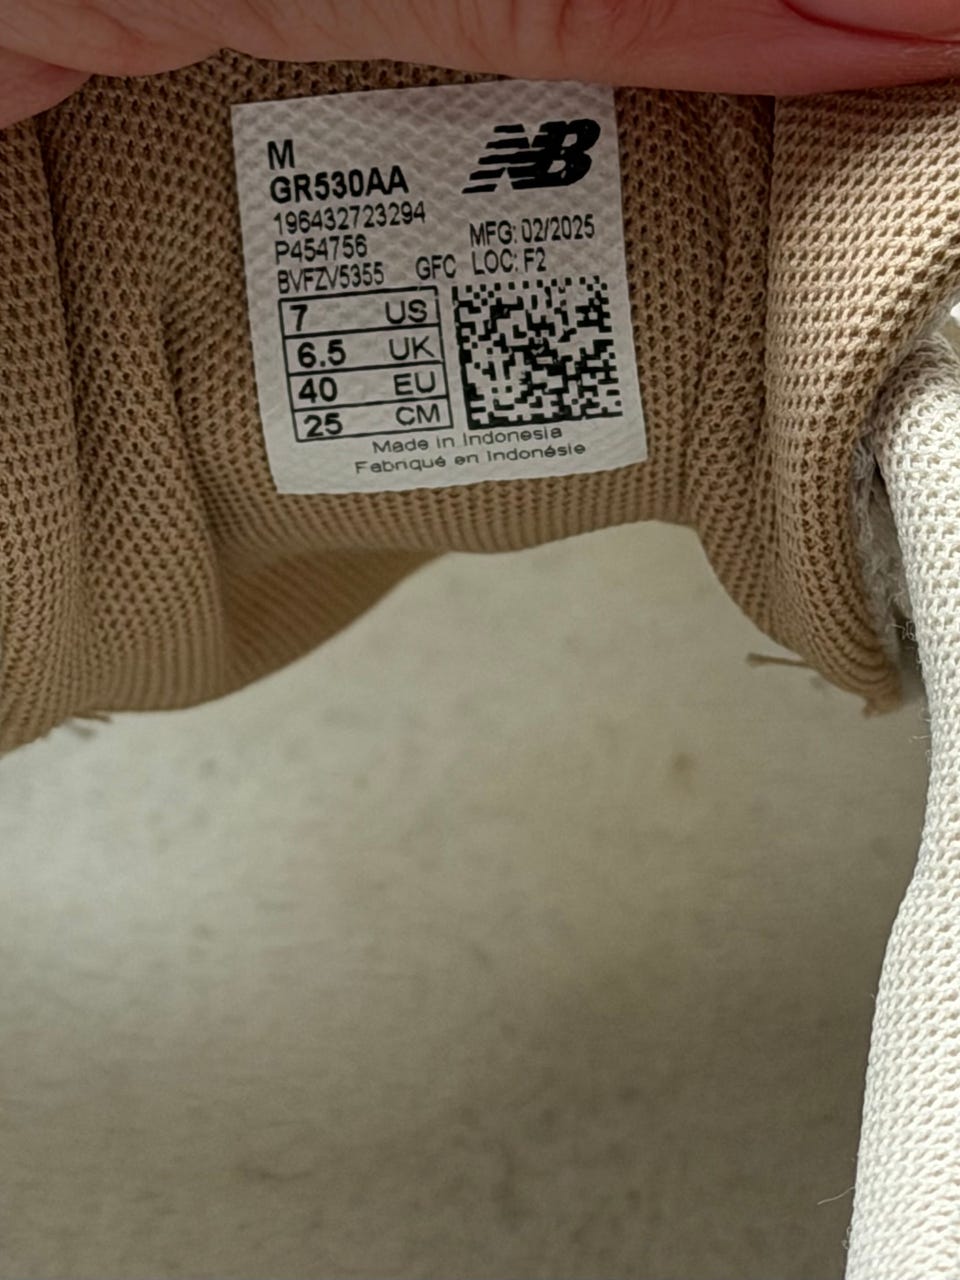 M
GR530AA
196432723294
P454756
BVFZV5355 GFC
NB
MFG: 02/2025
LOC: F2
7 US
6.5 UK
40 EU
25 CM
Made in Indonesia
Fabriqué en Indonésie